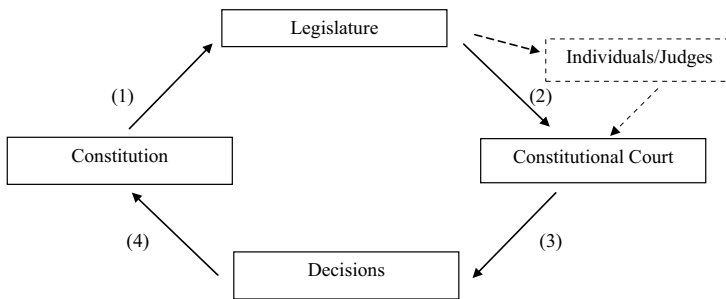 Legislature
Individuals/Judges
(1)
(2)
Constitution
Constitutional Court
(4)
(3)
Decisions